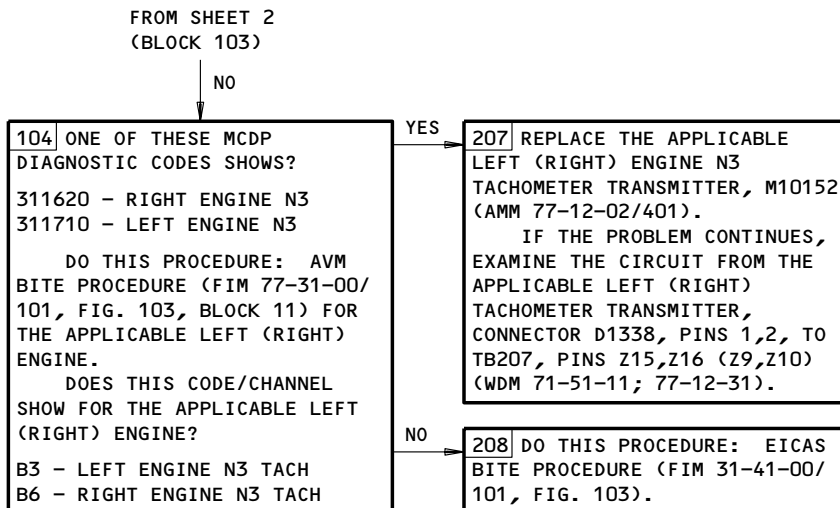 FROM SHEET 2
(BLOCK 103)
NO
104 ONE OF THESE MCDP
DIAGNOSTIC CODES SHOWS?
311620 – RIGHT ENGINE N3
311710 – LEFT ENGINE N3
DO THIS PROCEDURE: AVM
BITE PROCEDURE (FIM 77–31–00/
101, FIG. 103, BLOCK 11) FOR
THE APPLICABLE LEFT (RIGHT)
ENGINE.
DOES THIS CODE/CHANNEL
SHOW FOR THE APPLICABLE LEFT
(RIGHT) ENGINE?
B3 – LEFT ENGINE N3 TACH
B6 – RIGHT ENGINE N3 TACH
YES
207 REPLACE THE APPLICABLE
LEFT (RIGHT) ENGINE N3
TACHOMETER TRANSMITTER, M10152
(AMM 77–12–02/401).
IF THE PROBLEM CONTINUES,
EXAMINE THE CIRCUIT FROM THE
APPLICABLE LEFT (RIGHT)
TACHOMETER TRANSMITTER,
CONNECTOR D1338, PINS 1,2, TO
TB207, PINS Z15,Z16 (Z9,Z10)
(WDM 71–51–11; 77–12–31).
NO
208 DO THIS PROCEDURE: EICAS
BITE PROCEDURE (FIM 31–41–00/
101, FIG. 103).